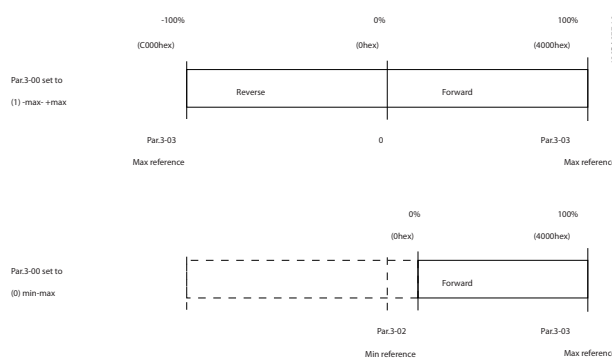 -100% 0% 100%
(C000hex) (0hex) (4000hex)
Par.3-00 set to
(1) -max- +max
Reverse Forward
Par.3-03 0 Par.3-03
Max reference Max reference
0% 100%
(0hex) (4000hex)
Par.3-00 set to
(0) min-max
Forward
Par.3-02 Par.3-03
Min reference Max reference